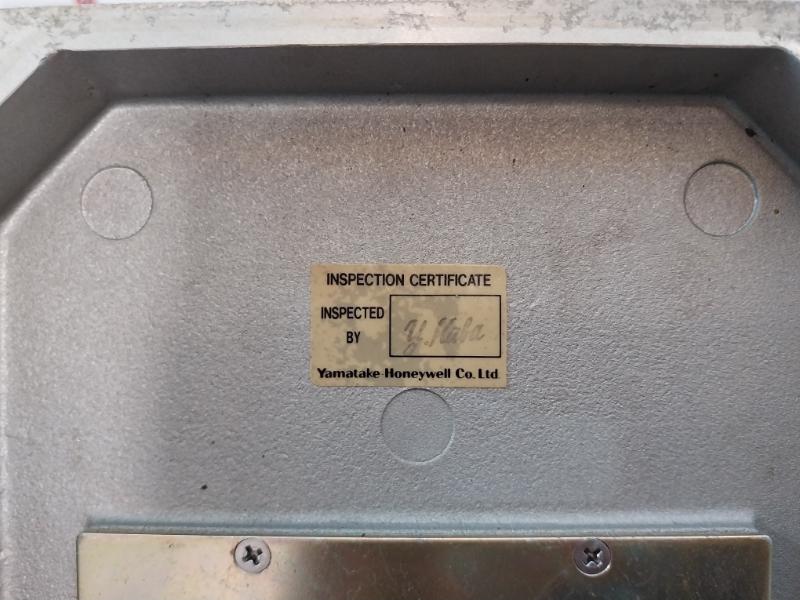 INSPECTION CERTIFICATE
INSPECTED
BY
Yamatake-Honeywell Co. Ltd.